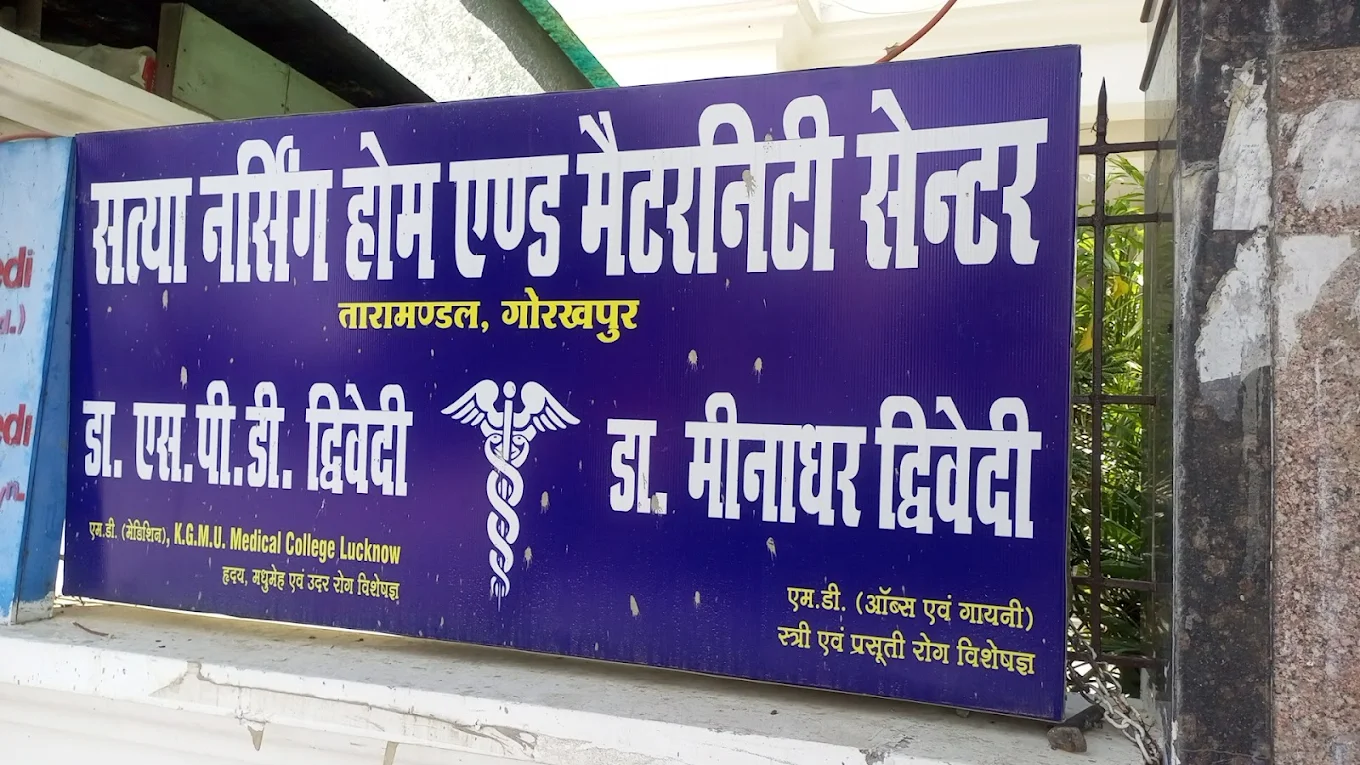 सत्या नर्सिंग होम एण्ड मैटरनिटी सेन्टर
तारामण्डल, गोरखपुर
डा. एस.पी.डी. द्विवेदी
एम.डी. (मेडिशिन), K.G.M.U. Medical College Lucknow
हृदय, मधुमेह एवं उदर रोग विशेषज्ञ
डा. मीनाधर द्विवेदी
एम.डी. (ऑब्स एवं गायनी)
स्त्री एवं प्रसूती रोग विशेषज्ञ